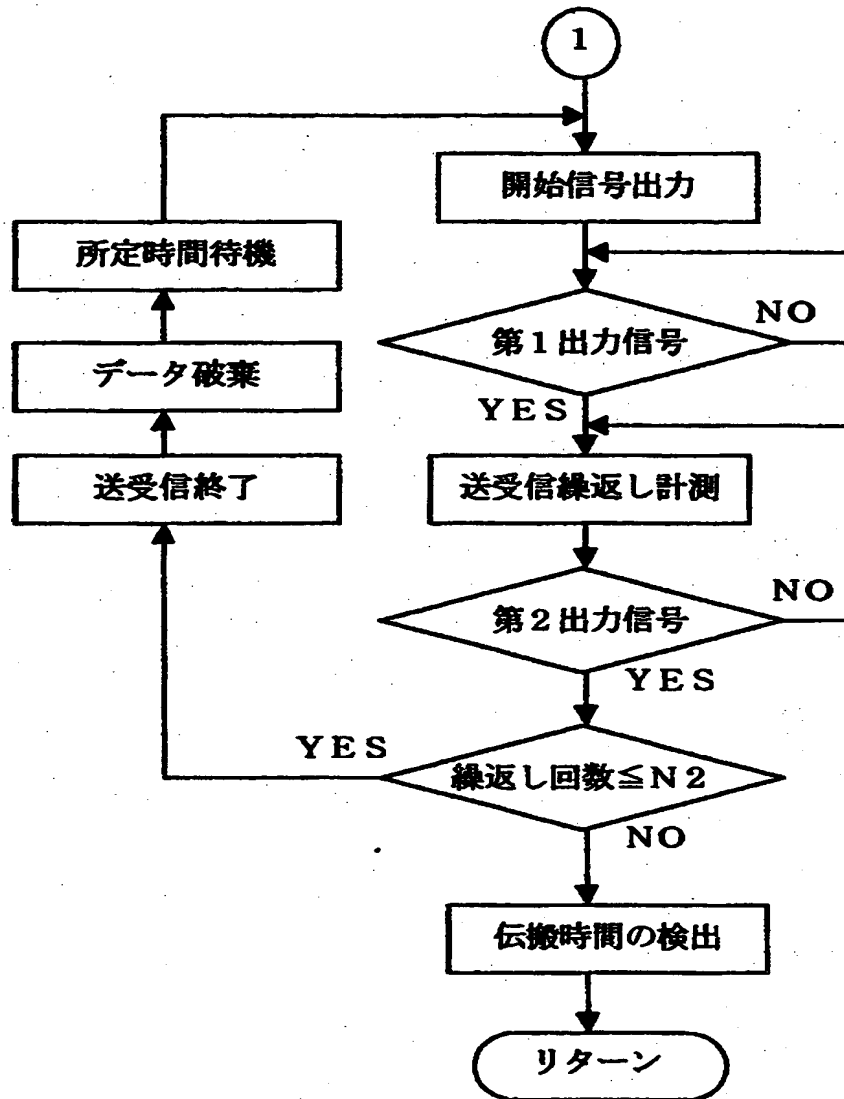 1
開始信号出力
所定時間待機
第1出力信号
NO
データ破棄
YES
送受信終了
送受信繰返し計測
第2出力信号
NO
YES
YES
繰返し回数≦N2
NO
伝搬時間の検出
リターン